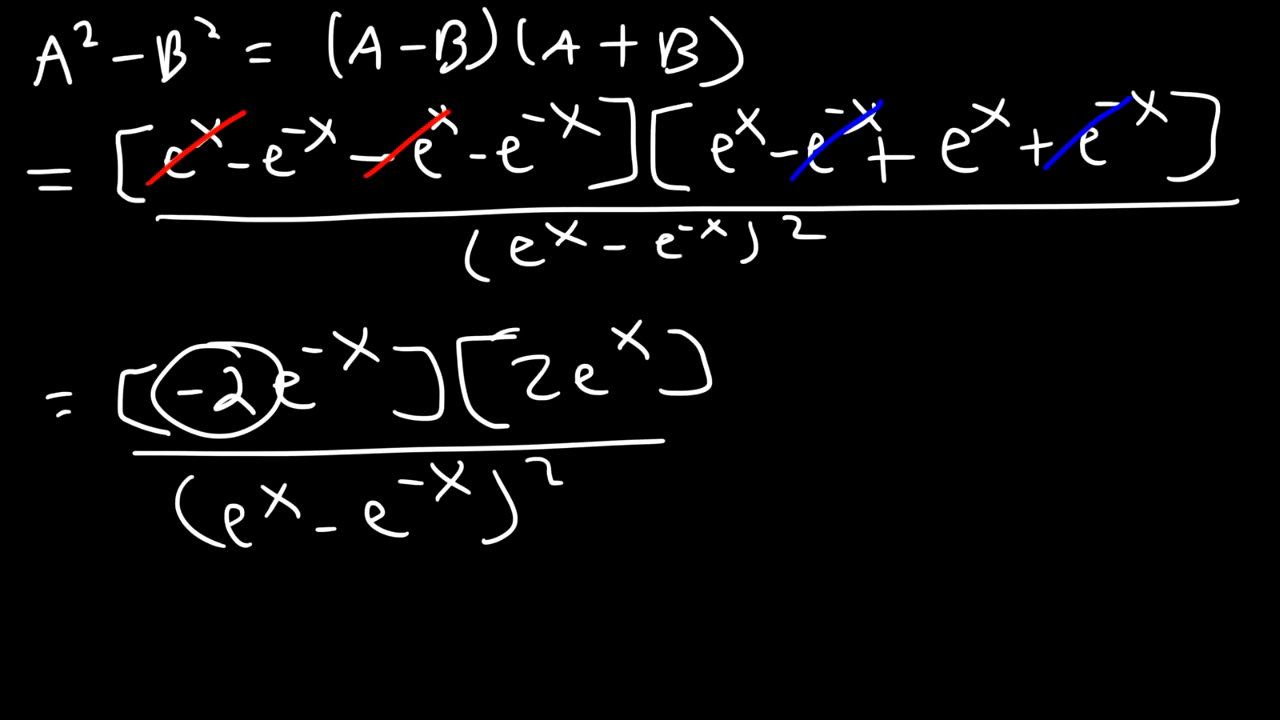 A² - B² = (A - B)(A + B)
= [e^x - e^-x - e^x - e^-x][e^x - e^-x + e^x + e^-x]
(e^x - e^-x)²
= [-2e^-x][2e^x]
(e^x - e^-x)²